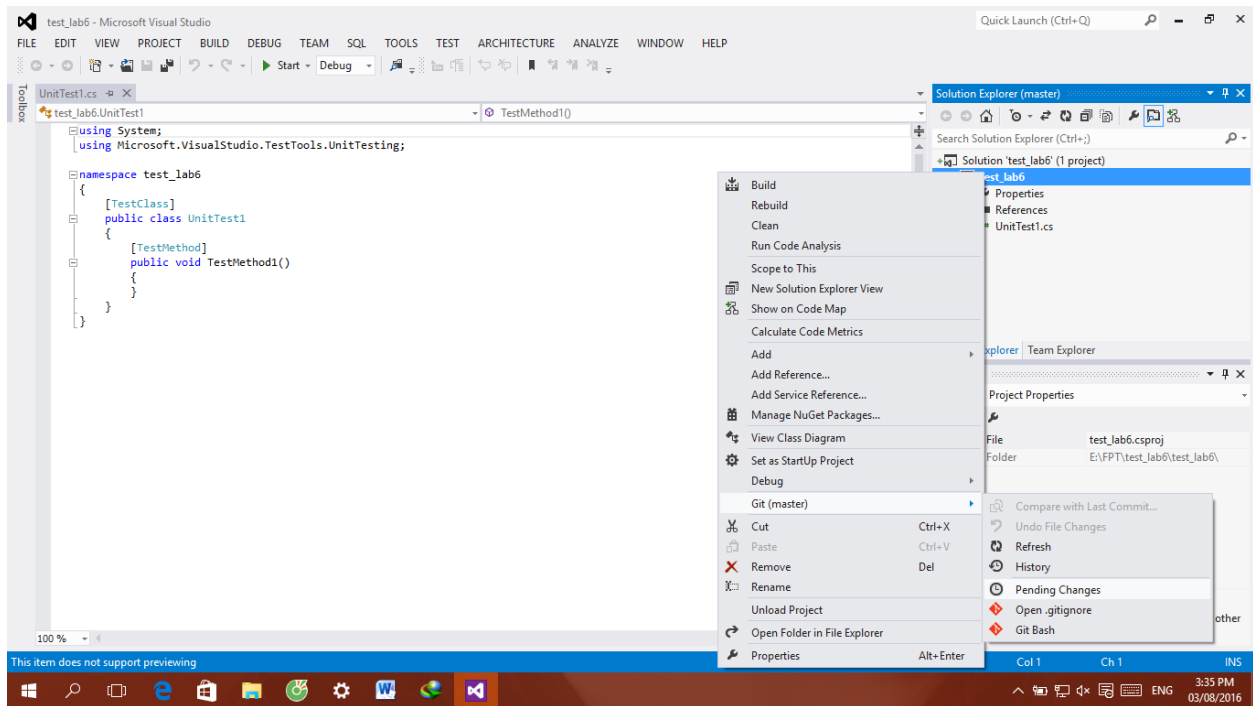 test_lab6 - Microsoft Visual Studio
Quick Launch (Ctrl+Q)
FILE EDIT VIEW PROJECT BUILD DEBUG TEAM SQL TOOLS TEST ARCHITECTURE ANALYZE WINDOW HELP
Start Debug
Toolbox
UnitTest1.cs
test_lab6.UnitTest1
TestMethod1()
using System;
using Microsoft.VisualStudio.TestTools.UnitTesting;
namespace test_lab6
{
[TestClass]
public class UnitTest1
{
[TestMethod]
public void TestMethod1()
{
}
}
}
100 %
Solution Explorer (master)
Search Solution Explorer (Ctrl+;)
Solution 'test_lab6' (1 project)
est_lab6
Properties
References
UnitTest1.cs
xplorer Team Explorer
Project Properties
File test_lab6.csproj
Folder E:\FPT\test_lab6\test_lab6\
other
Build
Rebuild
Clean
Run Code Analysis
Scope to This
New Solution Explorer View
Show on Code Map
Calculate Code Metrics
Add
Add Reference...
Add Service Reference...
Manage NuGet Packages...
View Class Diagram
Set as StartUp Project
Debug
Git (master)
Cut Ctrl+X
Paste Ctrl+V
Remove Del
Rename
Unload Project
Open Folder in File Explorer
Properties Alt+Enter
Compare with Last Commit...
Undo File Changes
Refresh
History
Pending Changes
Open .gitignore
Git Bash
This item does not support previewing
Col 1 Ch 1 INS
ENG
3:35 PM
03/08/2016